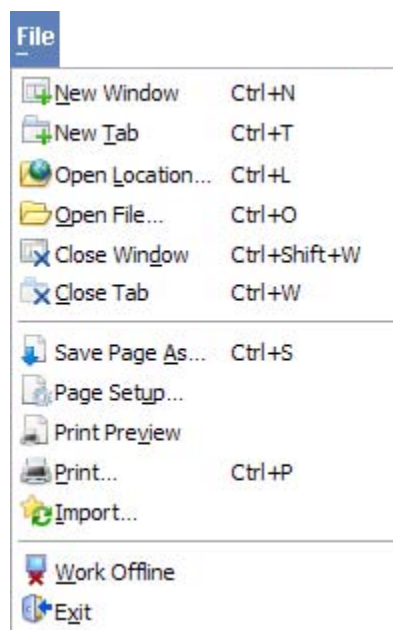 File
New Window Ctrl+N
New Tab Ctrl+T
Open Location... Ctrl+L
Open File... Ctrl+O
Close Window Ctrl+Shift+W
Close Tab Ctrl+W
Save Page As... Ctrl+S
Page Setup...
Print Preview
Print... Ctrl+P
Import...
Work Offline
Exit